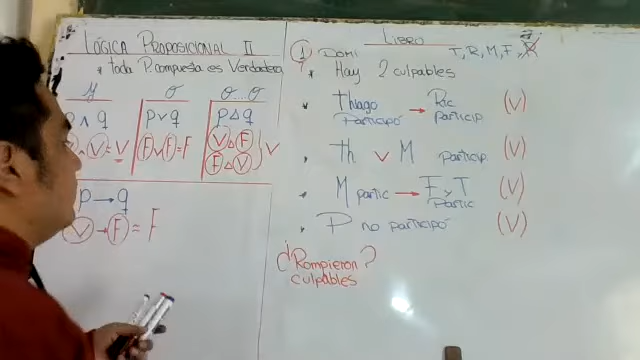 LÓGICA PROPOSICIONAL II
* toda P. compuesta es Verdadera
y
p ∧ q
V = V
o
p ∨ q
F ∨ F = F
o...o
p △ q
V △ F
F △ V } V
p → q
V → F = F
LIBRO
1 Domi T, R, M, F,
• Hay 2 culpables
• Thiago → Ric (V)
Participó particip
• Th ∨ M particip (V)
• M partic → F y T (V)
Partic
• D no participó (V)
¿Rompieron?
culpables